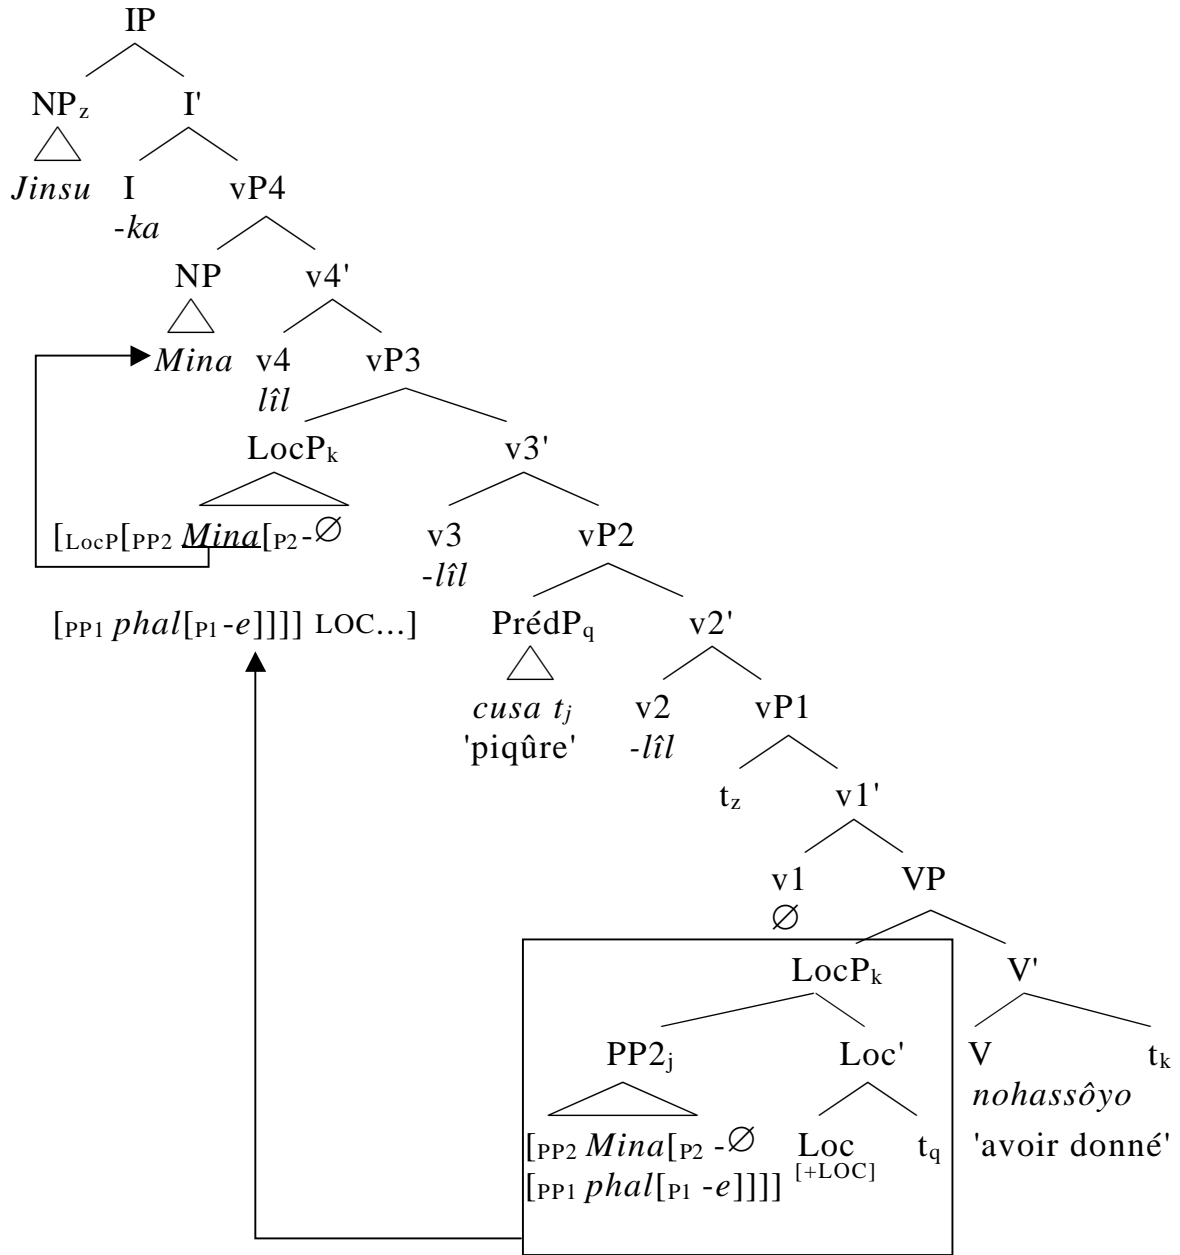 IP
NPz I'
Jinsu I vP4
-ka
NP v4'
Mina v4 vP3
lîl
LocPk v3'
[LocP[PP2 Mina[P2-∅ v3 vP2
-lîl
[PP1 phal[P1-e]]]] LOC…] PrédPq v2'
cusa tj v2 vP1
'piqûre' -lîl
tz v1'
v1 VP
∅
LocPk V'
PP2j Loc' V tk
nohassôyo
[PP2 Mina[P2 -∅ Loc tq 'avoir donné'
[+LOC]
[PP1 phal[P1 -e]]]]